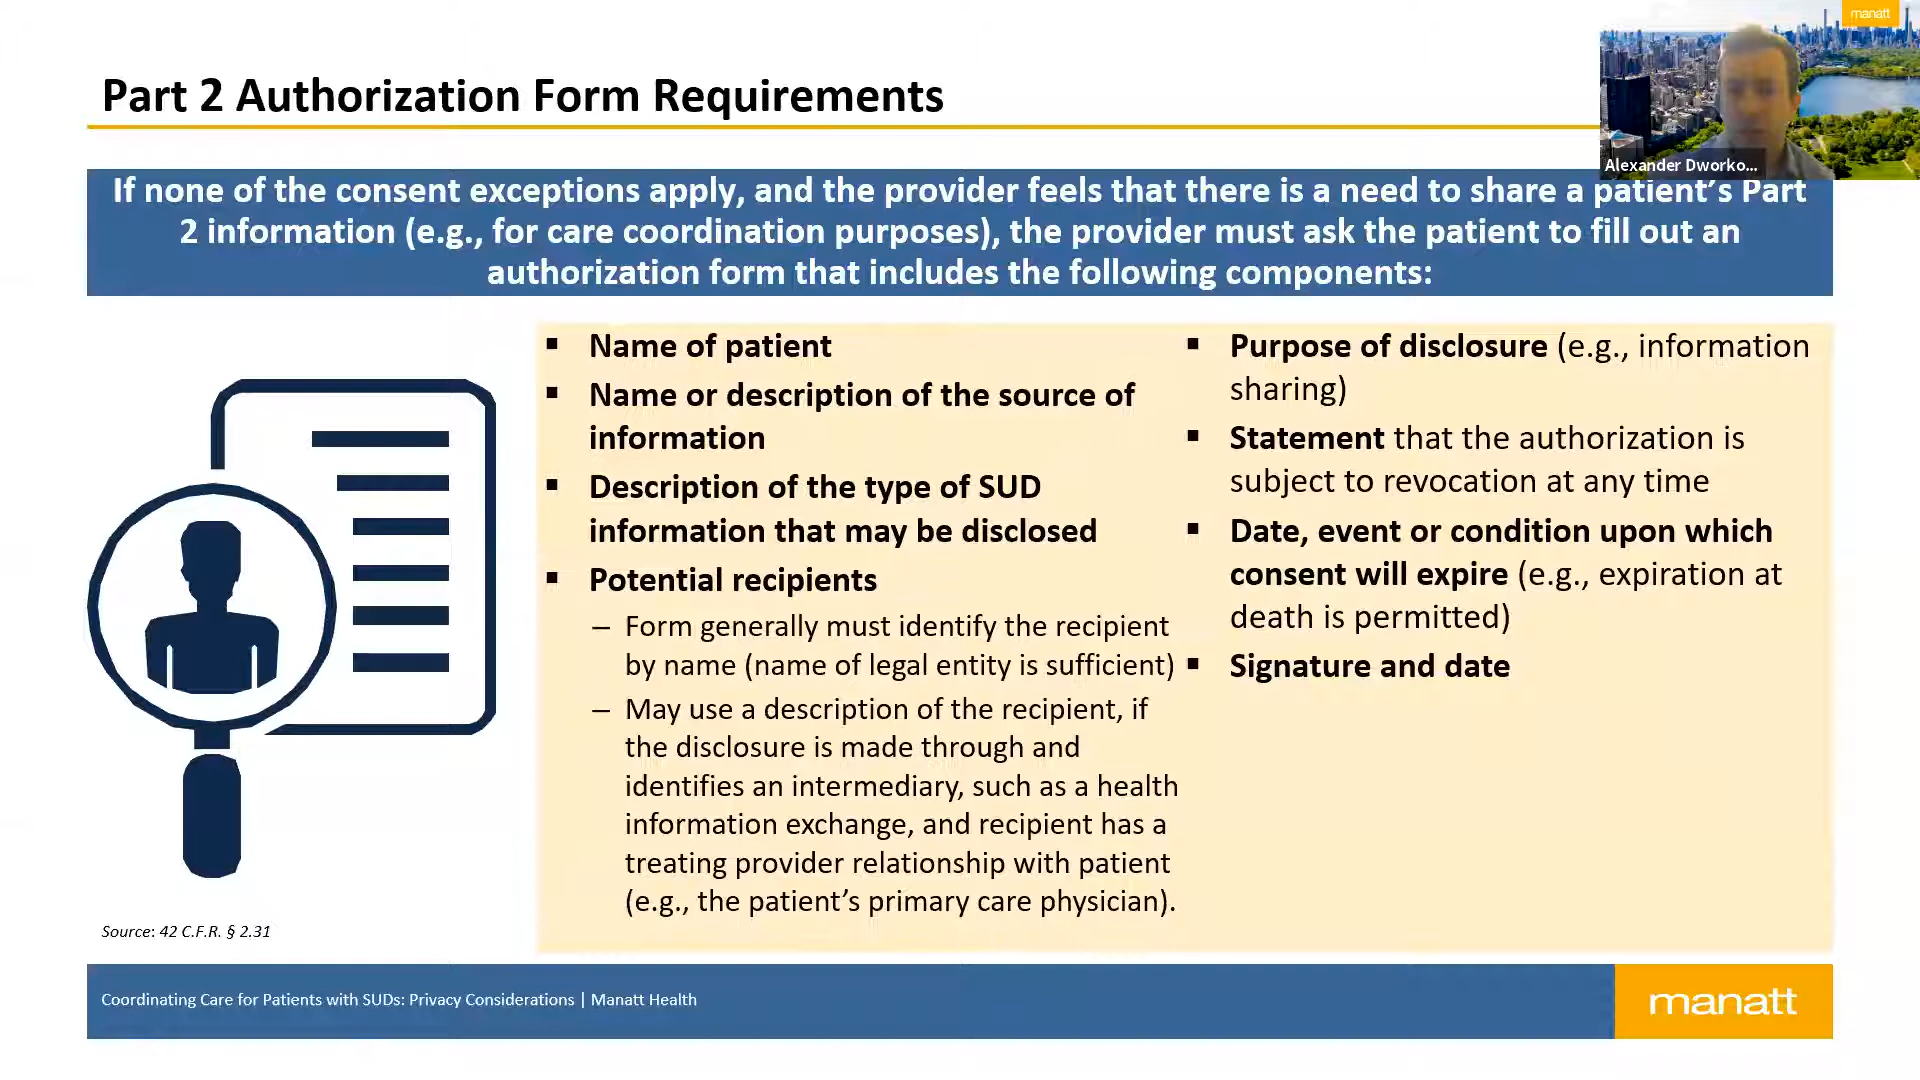 manatt
Part 2 Authorization Form Requirements
Alexander Dworko...
If none of the consent exceptions apply, and the provider feels that there is a need to share a patient’s Part
2 information (e.g., for care coordination purposes), the provider must ask the patient to fill out an
authorization form that includes the following components:
▪ Name of patient
▪ Name or description of the source of
information
▪ Description of the type of SUD
information that may be disclosed
▪ Potential recipients
– Form generally must identify the recipient
by name (name of legal entity is sufficient)
– May use a description of the recipient, if
the disclosure is made through and
identifies an intermediary, such as a health
information exchange, and recipient has a
treating provider relationship with patient
(e.g., the patient’s primary care physician).
▪ Purpose of disclosure (e.g., information
sharing)
▪ Statement that the authorization is
subject to revocation at any time
▪ Date, event or condition upon which
consent will expire (e.g., expiration at
death is permitted)
▪ Signature and date
Source: 42 C.F.R. § 2.31
Coordinating Care for Patients with SUDs: Privacy Considerations | Manatt Health
manatt